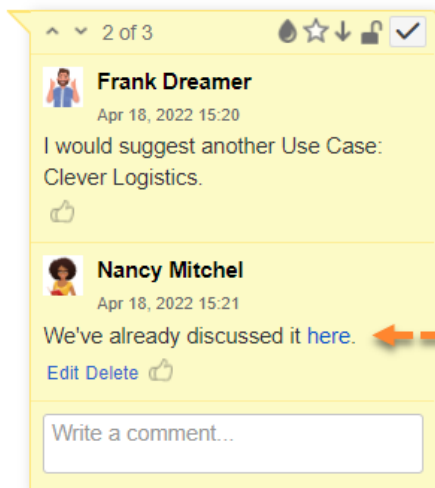 2 of 3
Frank Dreamer
Apr 18, 2022 15:20
I would suggest another Use Case:
Clever Logistics.
Nancy Mitchel
Apr 18, 2022 15:21
We've already discussed it here.
Edit Delete
Write a comment...